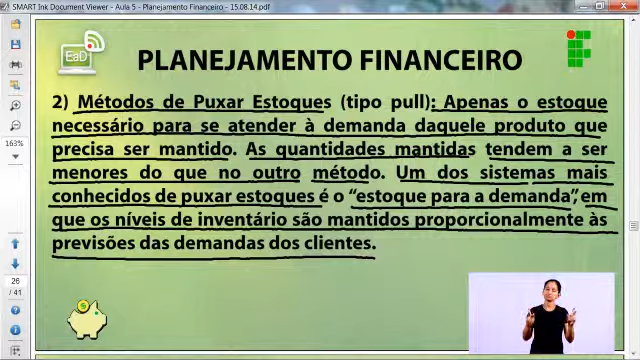 SMART Ink Document Viewer - Aula 5 - Planejamento Financeiro - 15.08.14.pdf
EaD
PLANEJAMENTO FINANCEIRO
2) Métodos de Puxar Estoques (tipo pull): Apenas o estoque
necessário para se atender à demanda daquele produto que
precisa ser mantido. As quantidades mantidas tendem a ser
menores do que no outro método. Um dos sistemas mais
conhecidos de puxar estoques é o “estoque para a demanda”, em
que os níveis de inventário são mantidos proporcionalmente às
previsões das demandas dos clientes.
163%
26
/ 41